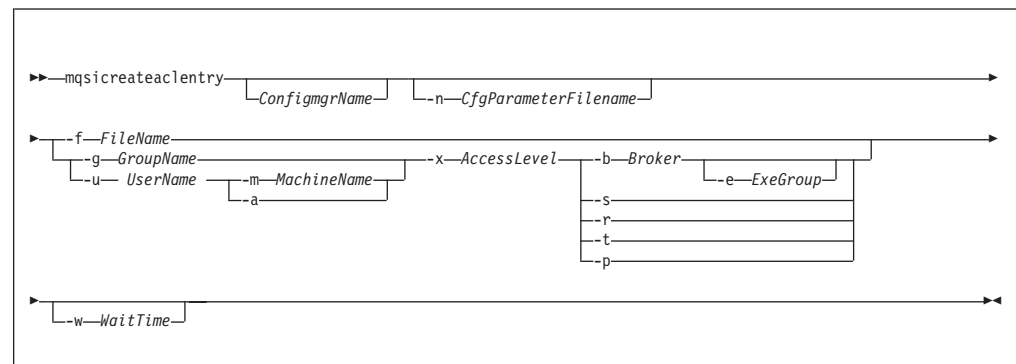 mqsicreateaclentry
ConfigmgrName -n CfgParameterFilename
-f FileName
-g GroupName -x AccessLevel -b Broker
-u UserName -m MachineName -e ExeGroup
-a -s
-r
-t
-p
-w WaitTime